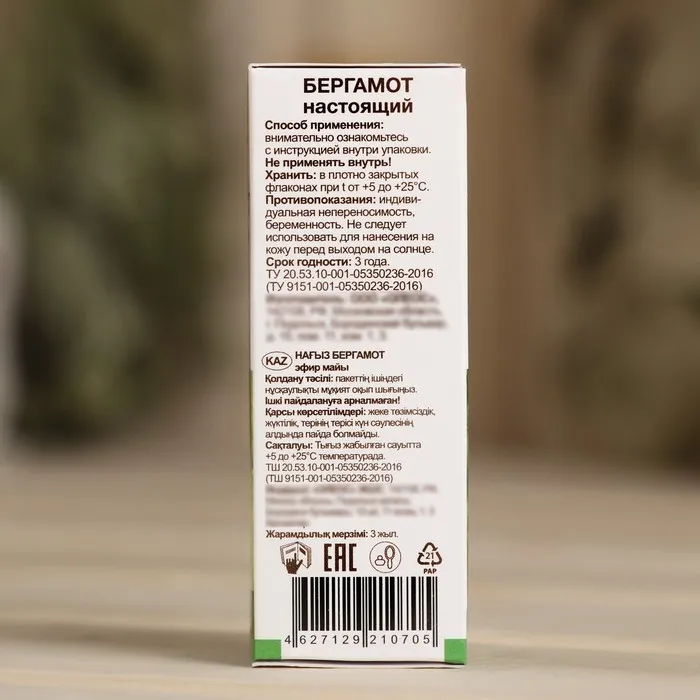 БЕРГАМОТ
настоящий
Способ применения:
внимательно ознакомьтесь
с инструкцией внутри упаковки.
Не применять внутрь!
Хранить: в плотно закрытых
флаконах при t от +5 до +25°С.
Противопоказания: индиви-
дуальная непереносимость,
беременность. Не следует
использовать для нанесения на
кожу перед выходом на солнце.
Срок годности: 3 года.
ТУ 20.53.10-001-05350236-2016
(ТУ 9151-001-05350236-2016)
KAZ НАҒЫЗ БЕРГАМОТ
эфир майы
Қолдану тәсілі: пакеттің ішіндегі
нұсқаулықты мұқият оқып шығыңыз.
Ішкі пайдалануға арналмаған!
Қарсы көрсетілімдері: жеке төзімсіздік,
жүктілік, терінің терісі күн сәулесінің
алдында пайда болмайды.
Сақталуы: Тығыз жабылған сауытта
+5 до +25°С температурада.
ТШ 20.53.10-001-05350236-2016
(ТШ 9151-001-05350236-2016)
Жарамдылық мерзімі: 3 жыл.
EAC
21
PAP
4 627129 210705